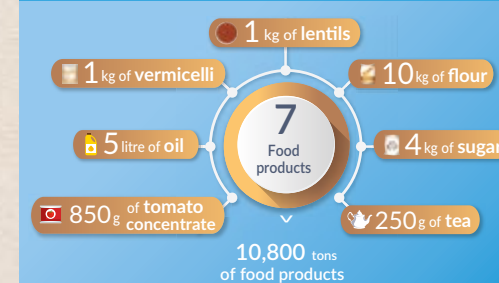 1 kg of lentils
1 kg of vermicelli
10 kg of flour
7
Food
products
5 litre of oil
4 kg of sugar
850 g of tomato
concentrate
250 g of tea
10,800 tons
of food products